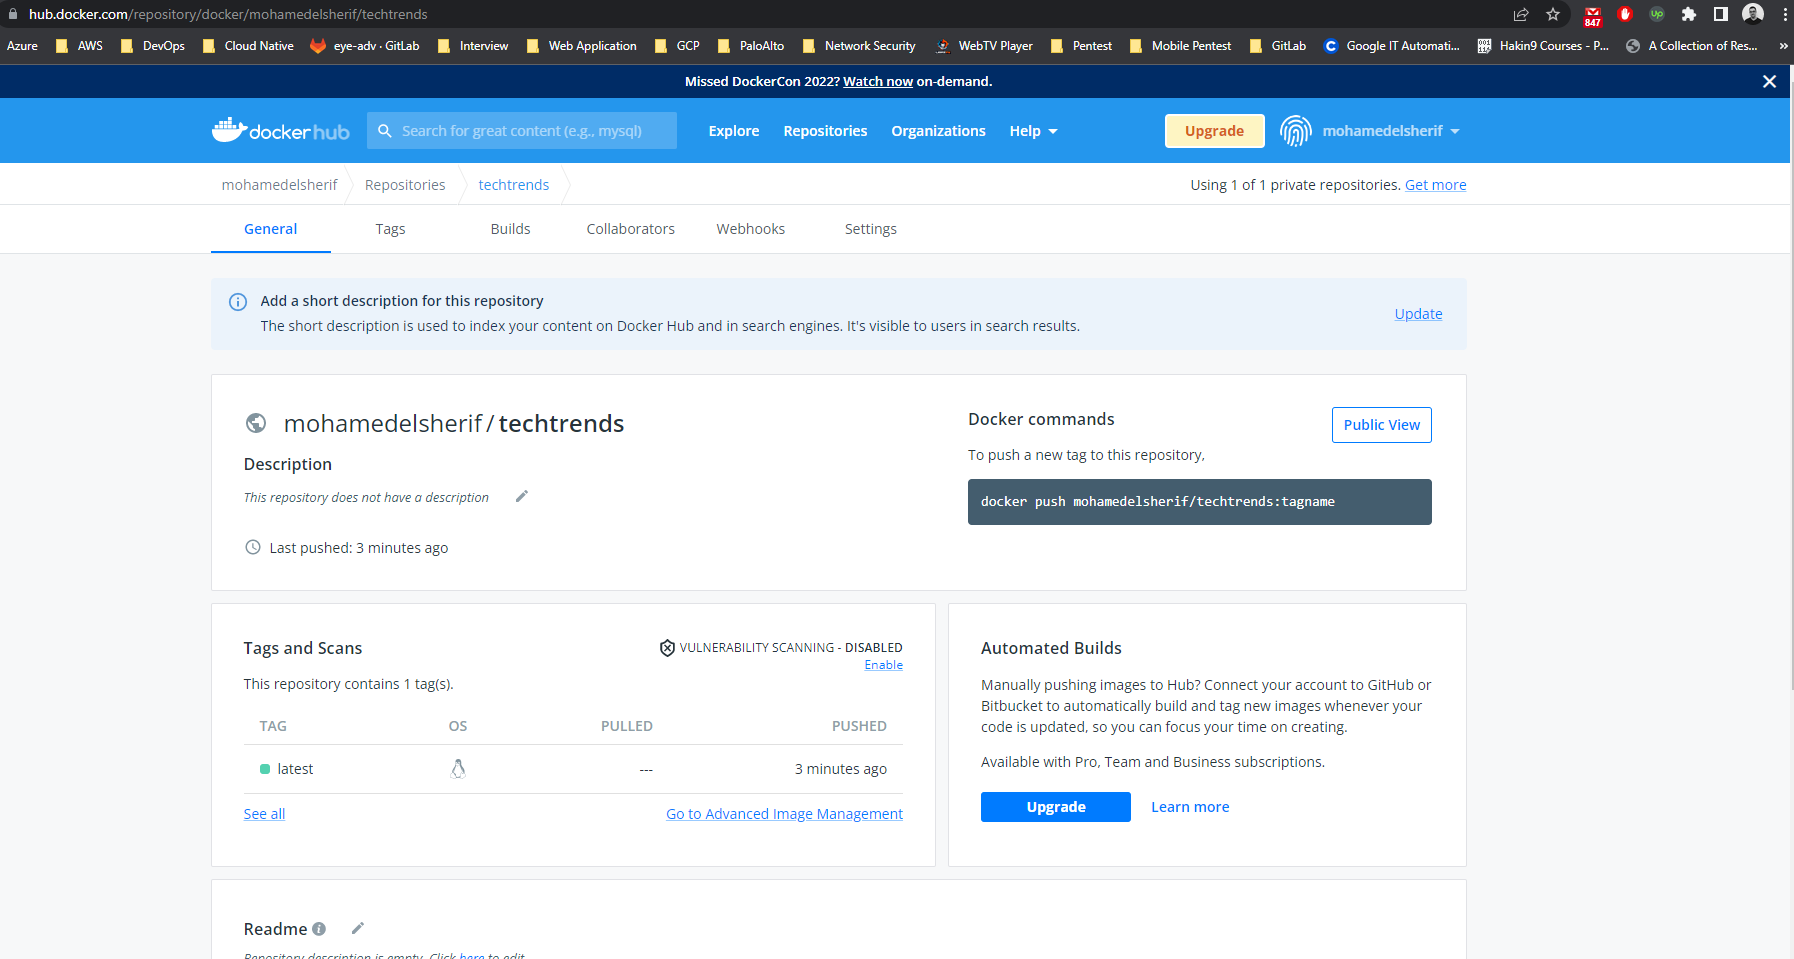 hub.docker.com/repository/docker/mohamedelsherif/techtrends
847
Up
Azure AWS DevOps Cloud Native eye-adv · GitLab Interview Web Application GCP PaloAlto Network Security WebTV Player Pentest Mobile Pentest GitLab Google IT Automati... Hakin9 Courses - P... A Collection of Res... »
Missed DockerCon 2022? Watch now on-demand.
docker hub
Search for great content (e.g., mysql)
Explore Repositories Organizations Help
Upgrade
mohamedelsherif
mohamedelsherif Repositories techtrends
Using 1 of 1 private repositories. Get more
General Tags Builds Collaborators Webhooks Settings
Add a short description for this repository
The short description is used to index your content on Docker Hub and in search engines. It's visible to users in search results.
Update
mohamedelsherif / techtrends
Description
This repository does not have a description
Last pushed: 3 minutes ago
Docker commands
Public View
To push a new tag to this repository,
docker push mohamedelsherif/techtrends:tagname
Tags and Scans
VULNERABILITY SCANNING - DISABLED
Enable
This repository contains 1 tag(s).
TAG OS PULLED PUSHED
latest --- 3 minutes ago
See all
Go to Advanced Image Management
Automated Builds
Manually pushing images to Hub? Connect your account to GitHub or
Bitbucket to automatically build and tag new images whenever your
code is updated, so you can focus your time on creating.
Available with Pro, Team and Business subscriptions.
Upgrade
Learn more
Readme
Repository description is empty. Click here to edit.